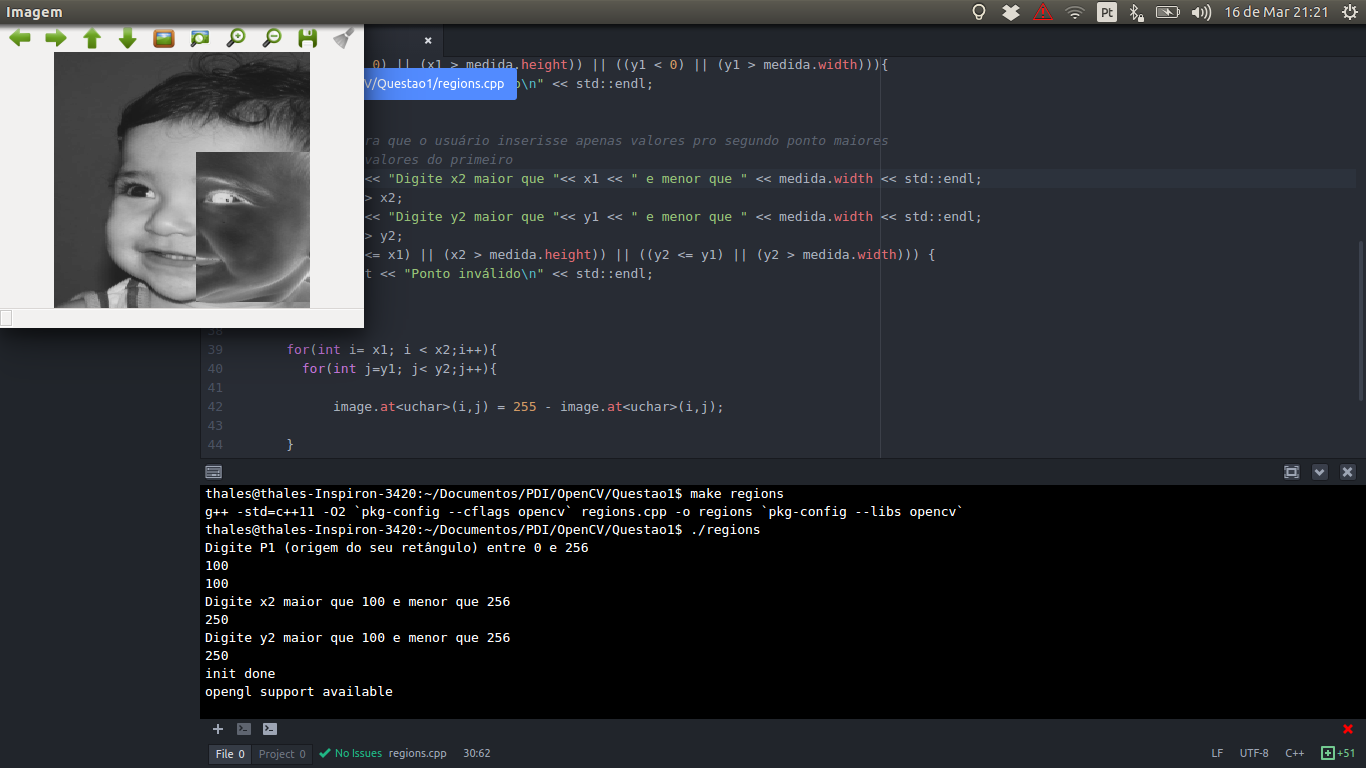 Imagem
Pt
16 de Mar 21:21
0) || (x1 > medida.height)) || ((y1 < 0) || (y1 > medida.width))){
V/Questao1/regions.cpp
o\n" << std::endl;
ra que o usuário inserisse apenas valores pro segundo ponto maiores
valores do primeiro
<< "Digite x2 maior que "<< x1 << " e menor que " << medida.width << std::endl;
> x2;
<< "Digite y2 maior que "<< y1 << " e menor que " << medida.width << std::endl;
> y2;
<= x1) || (x2 > medida.height)) || ((y2 <= y1) || (y2 > medida.width))) {
t << "Ponto inválido\n" << std::endl;
38
39 for(int i= x1; i < x2;i++){
40 for(int j=y1; j< y2;j++){
41
42 image.at<uchar>(i,j) = 255 - image.at<uchar>(i,j);
43
44 }
thales@thales-Inspiron-3420:~/Documentos/PDI/OpenCV/Questao1$ make regions
g++ -std=c++11 -O2 `pkg-config --cflags opencv` regions.cpp -o regions `pkg-config --libs opencv`
thales@thales-Inspiron-3420:~/Documentos/PDI/OpenCV/Questao1$ ./regions
Digite P1 (origem do seu retângulo) entre 0 e 256
100
100
Digite x2 maior que 100 e menor que 256
250
Digite y2 maior que 100 e menor que 256
250
init done
opengl support available
File 0 Project 0 No Issues regions.cpp 30:62 LF UTF-8 C++ +51